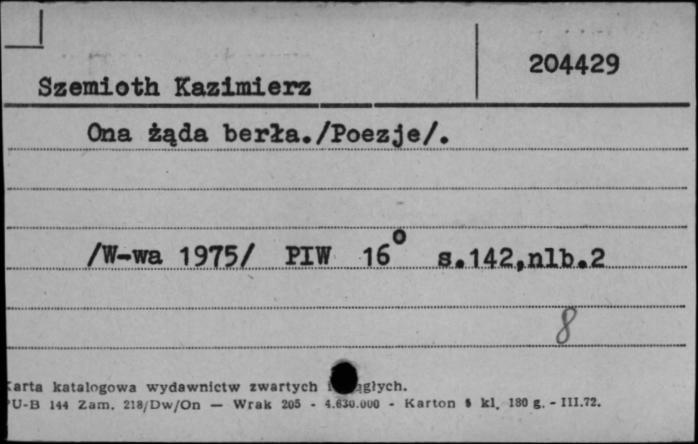 204429
Szemioth Kazimierz
Ona żąda berła./Poezje/.
/W-wa 1975/ PIW 16° s.142,nlb.2
8
arta katalogowa wydawnictw zwartych
U-B 144 Zam. 218/Dw/On — Wrak 205 - 4.630.000 - Karton kl. 180 g. - III.72.